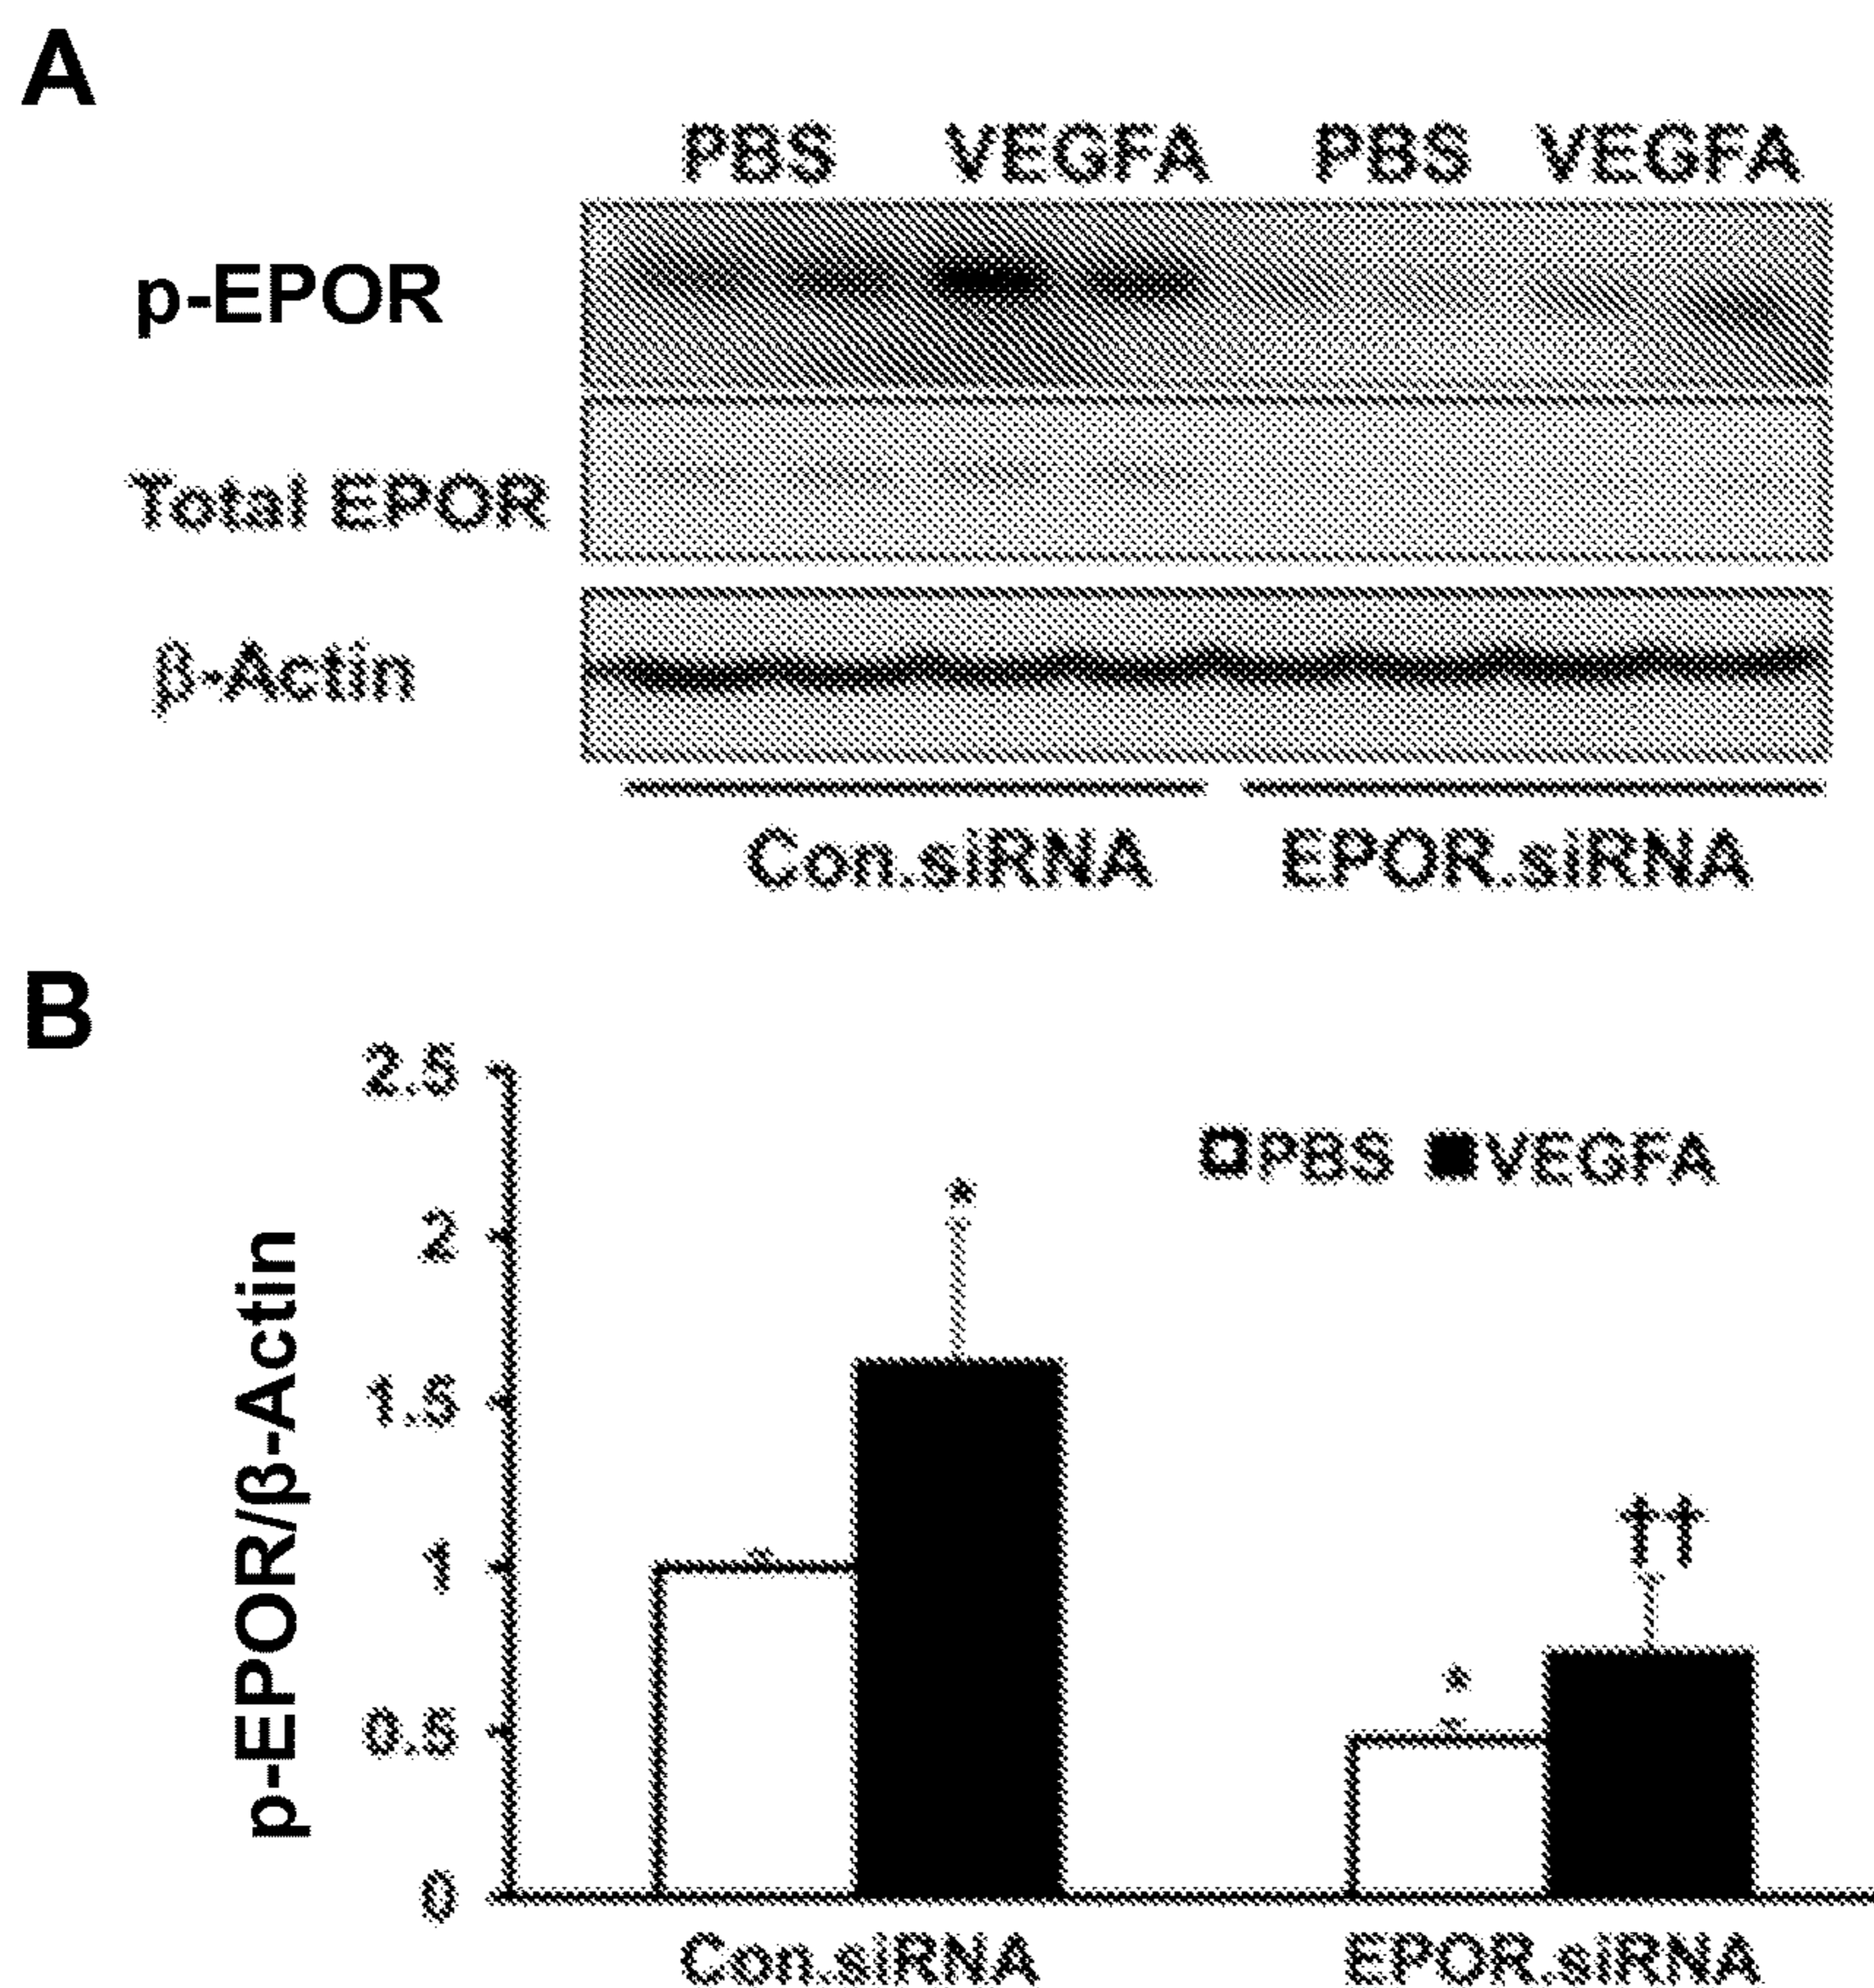 A
PBS VEGFA PBS VEGFA
p-EPOR
Total EPOR
β-Actin
Con.siRNA EPOR.siRNA
B
2.5
PBS VEGFA
*
2
1.5
††
1
*
0.5
0
p-EPOR/β-Actin
Con.siRNA EPOR.siRNA